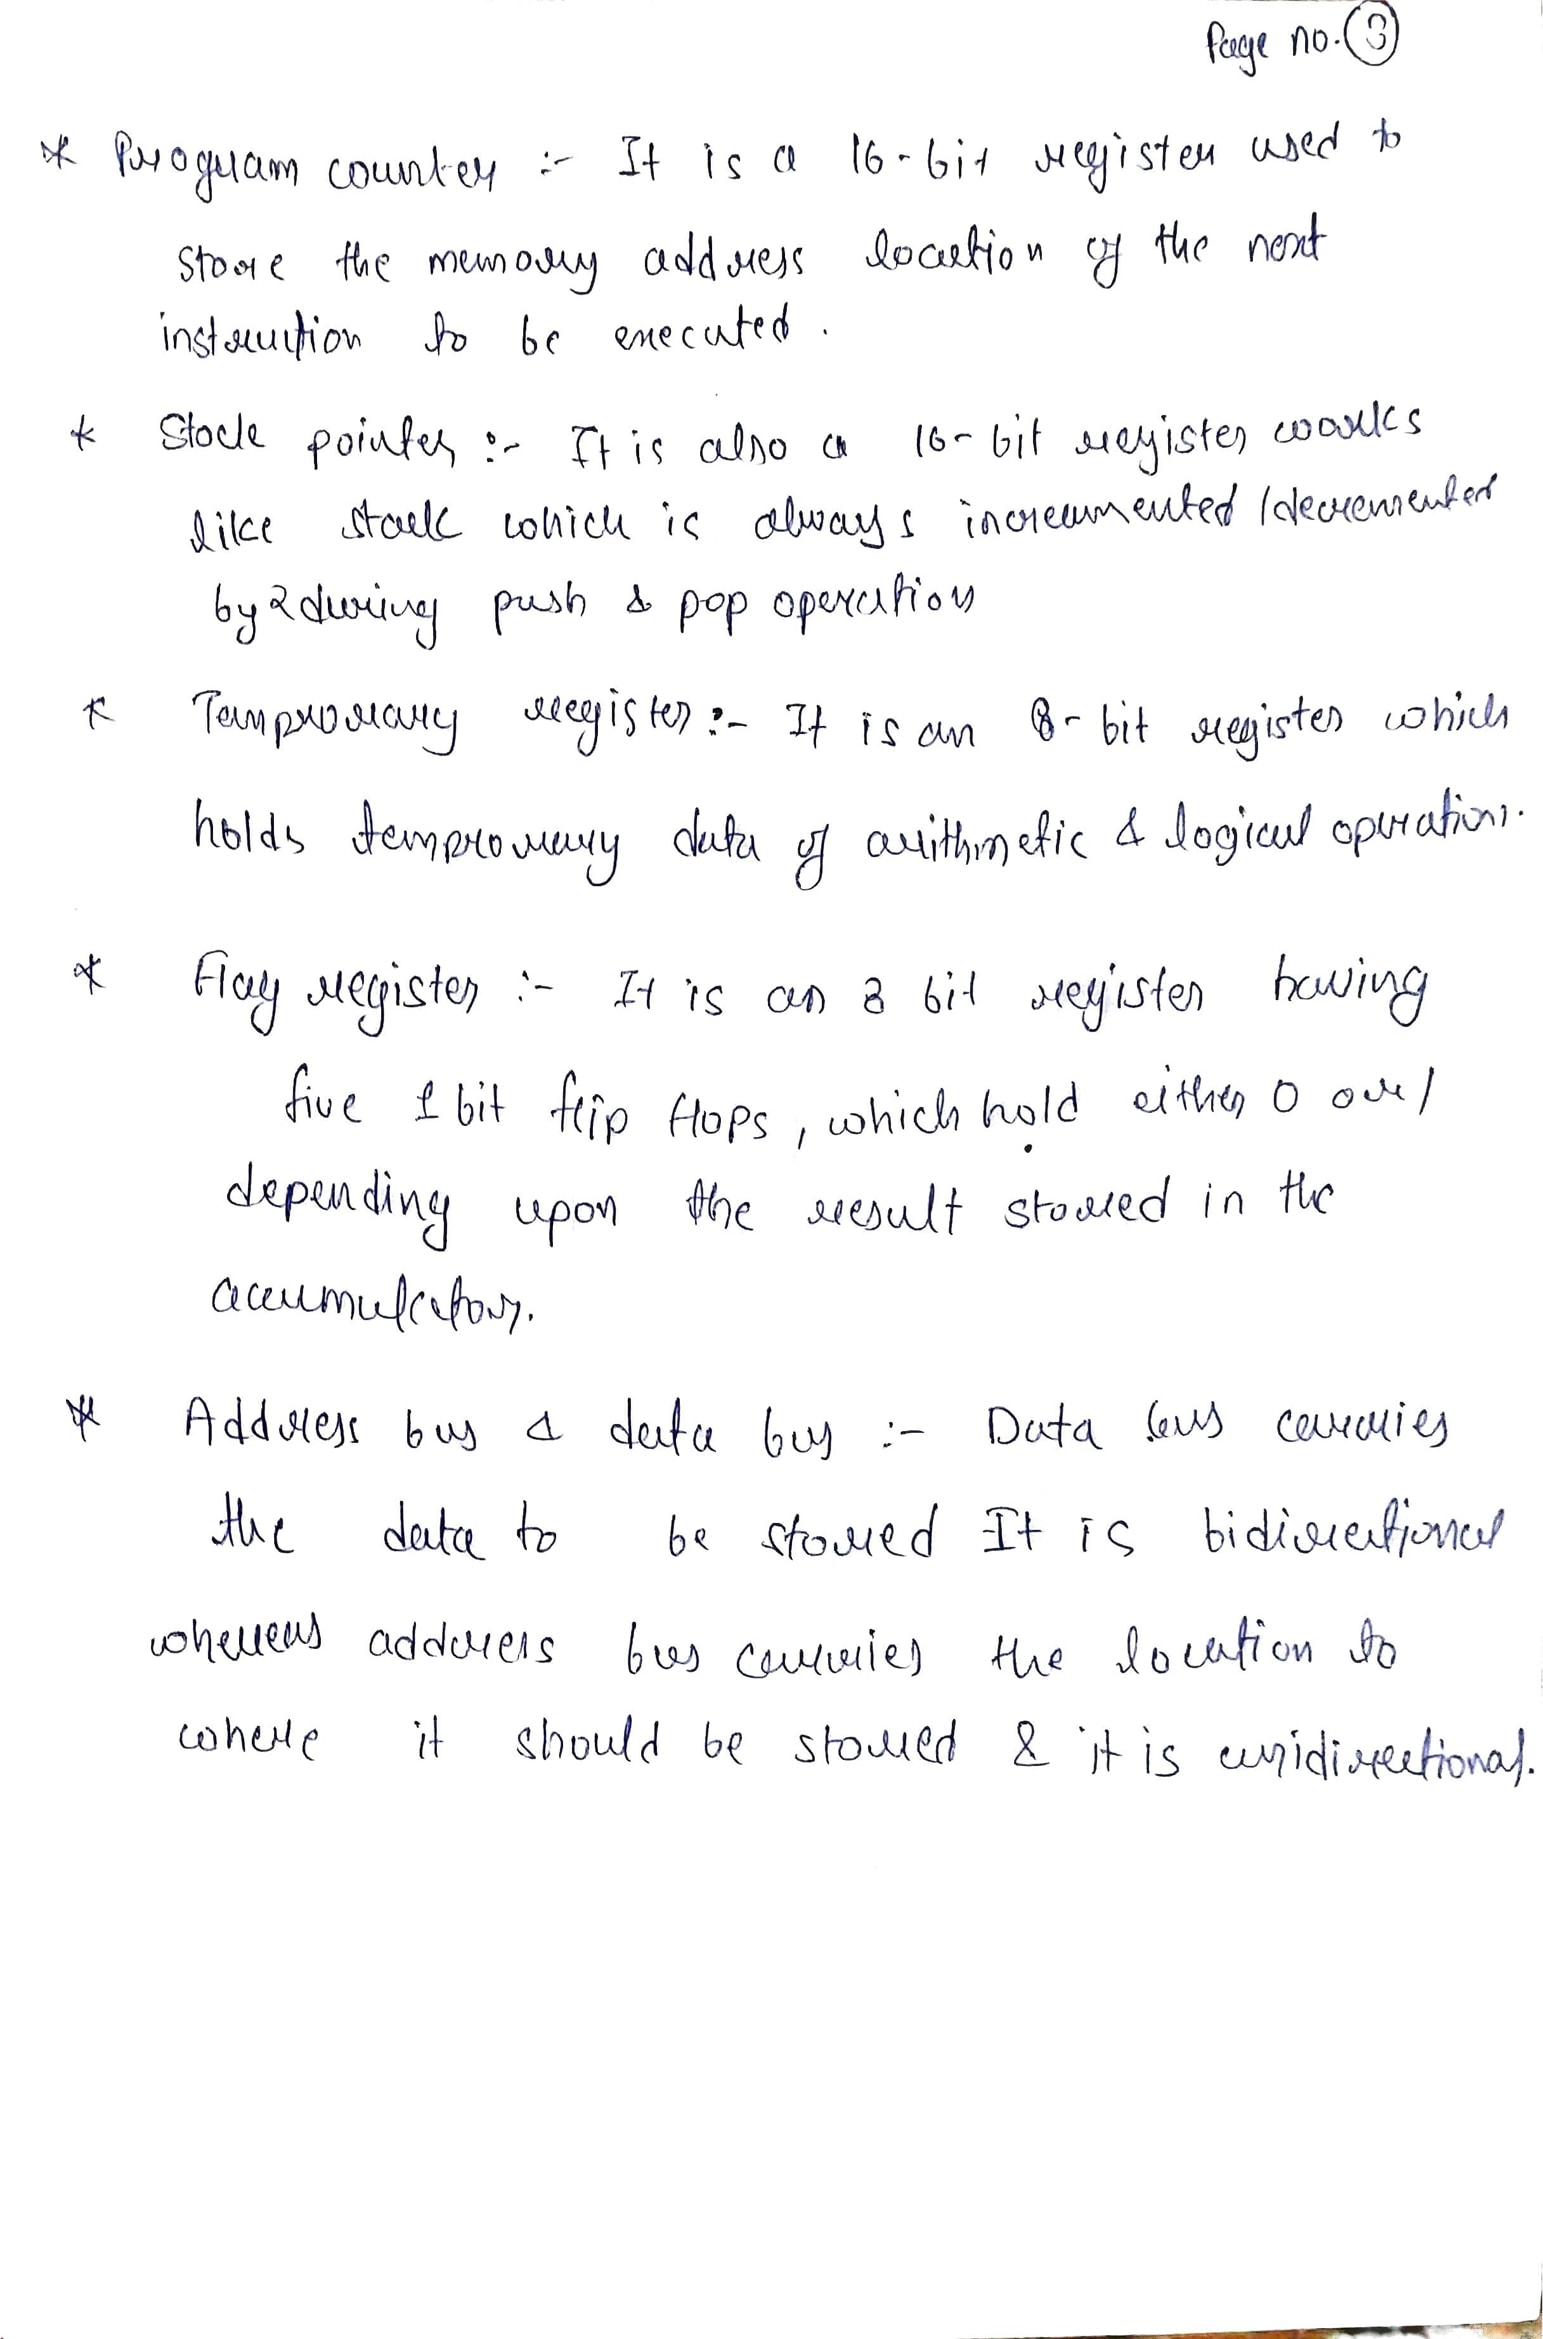 Page no. 3
* Program counter :- It is a 16-bit register used to
store the memory address location of the next
instruction to be executed.
* Stack pointer :- It is also a 16-bit register works
like stack which is always increamented / decremented
by 2 during push & pop operation
* Temprorary register :- It is an 8-bit register which
holds temprorary data of arithmetic & logical operations.
* Flag register :- It is an 8 bit register having
five 1 bit flip flops, which hold either 0 or 1
depending upon the result stored in the
accumulator.
* Address bus & data bus :- Data bus carries
the data to be stored It is bidirectional
whereas address bus carries the location to
where it should be stored & it is unidirectional.